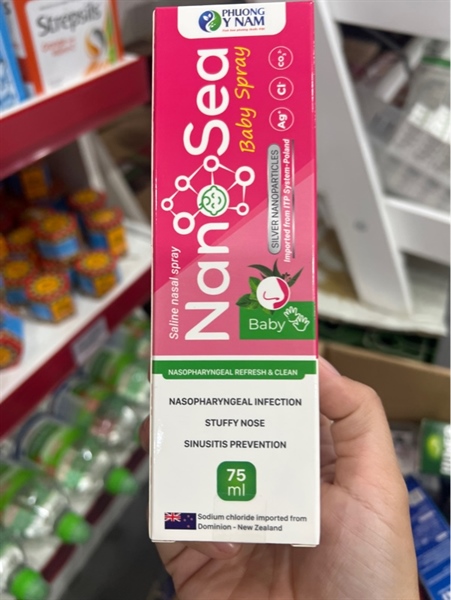 Strepsils
PHUONG
Y NAM
NanoSea
Baby Spray
Saline nasal spray
Ag+
Cl-
CO₃²-
SILVER NANOPARTICLES
Imported from ITP System-Poland
Baby
NASOPHARYNGEAL REFRESH & CLEAN
NASOPHARYNGEAL INFECTION
STUFFY NOSE
SINUSITIS PREVENTION
75
ml
Sodium chloride imported from
Dominion - New Zealand